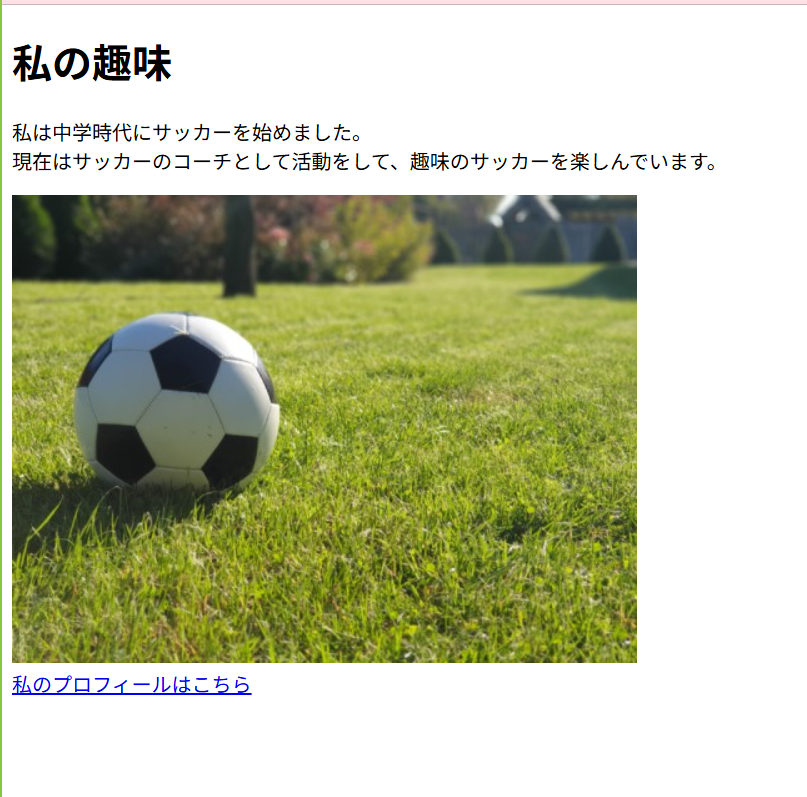 私の趣味
私は中学時代にサッカーを始めました。
現在はサッカーのコーチとして活動をして、趣味のサッカーを楽しんでいます。
私のプロフィールはこちら